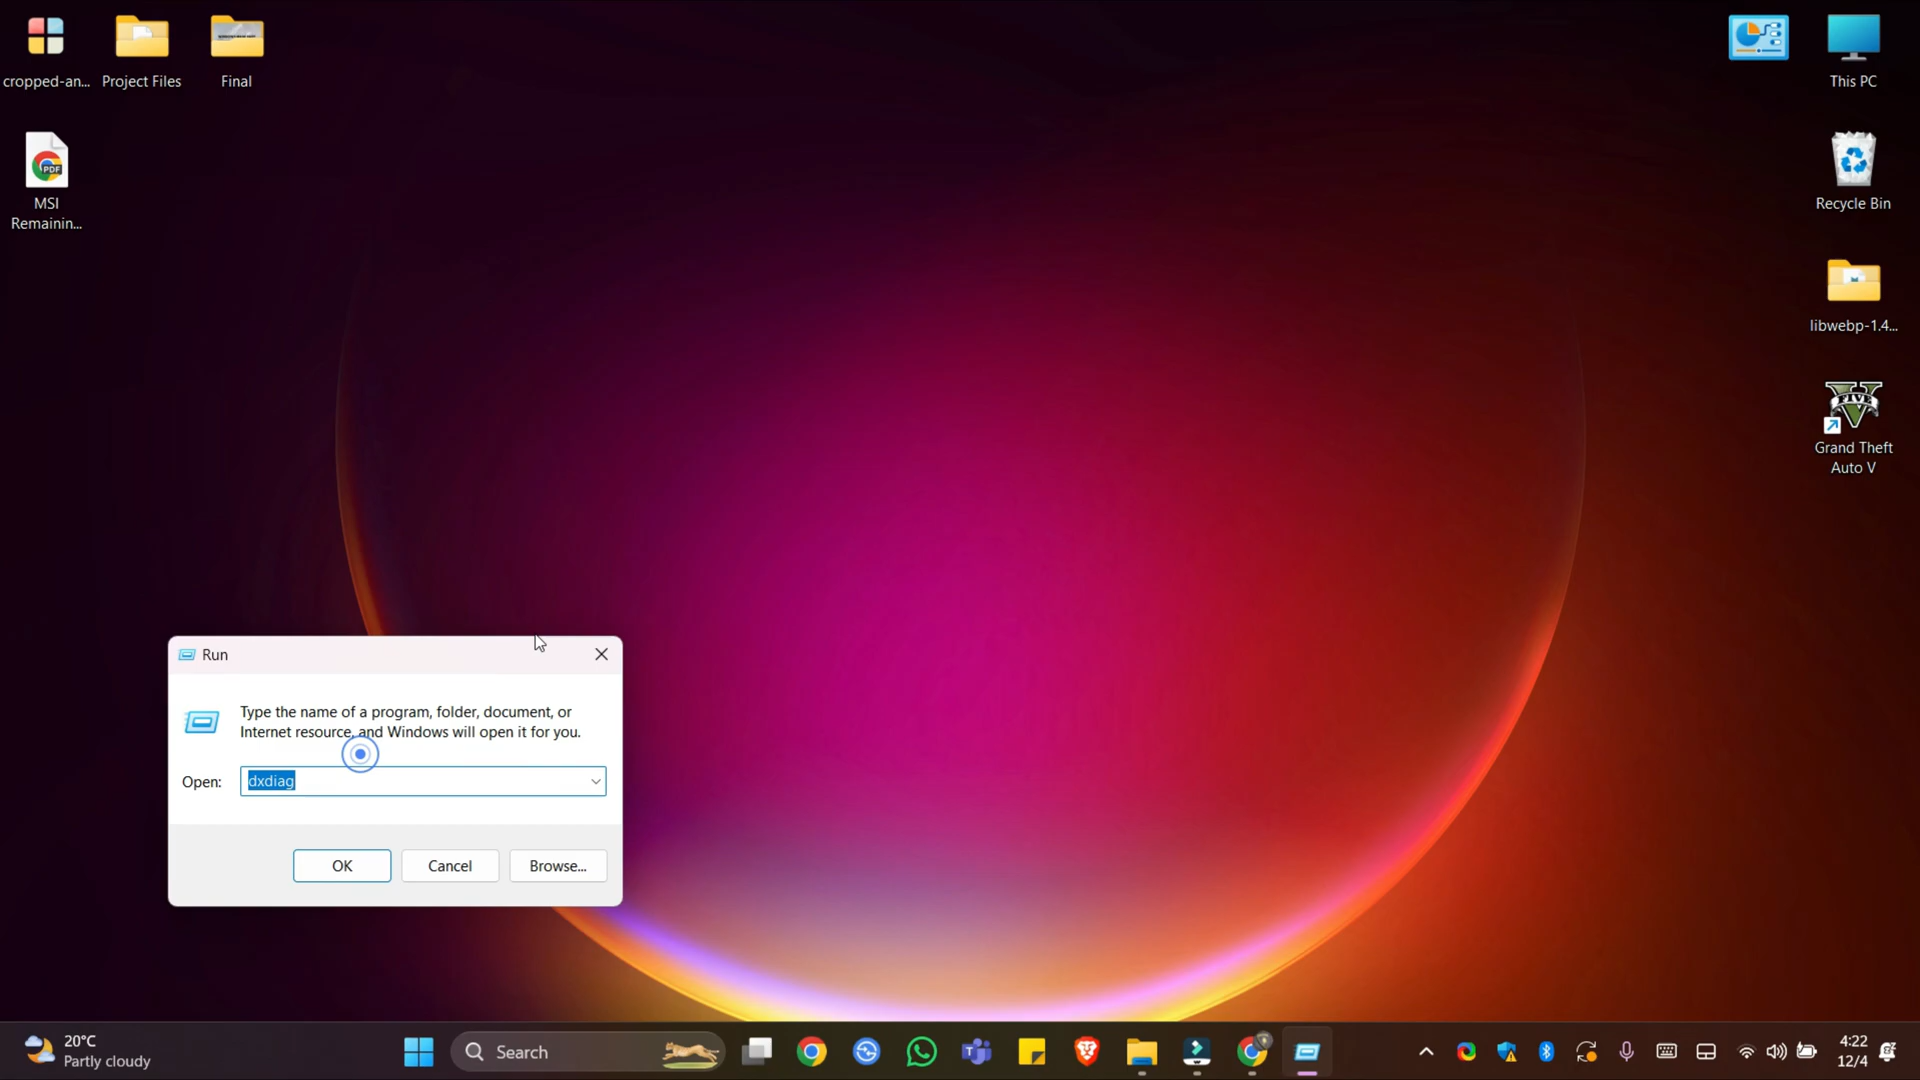 cropped-an...
Project Files
Final
This PC
MSI
Remainin...
PDF
Recycle Bin
libwebp-1.4...
FIVE
Grand Theft
Auto V
Run
Type the name of a program, folder, document, or
Internet resource, and Windows will open it for you.
Open:
dxdiag
OK
Cancel
Browse...
20°C
Partly cloudy
Search
4:22
12/4